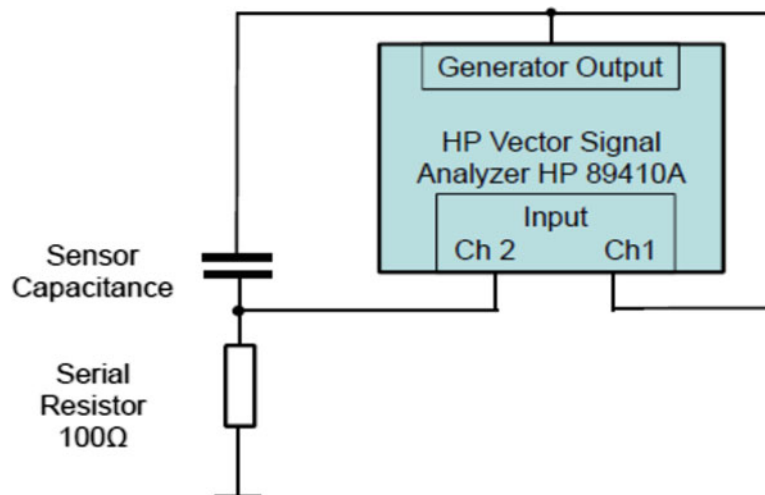 Generator Output
HP Vector Signal
Analyzer HP 89410A
Input
Ch 2 Ch1
Sensor
Capacitance
Serial
Resistor
100Ω